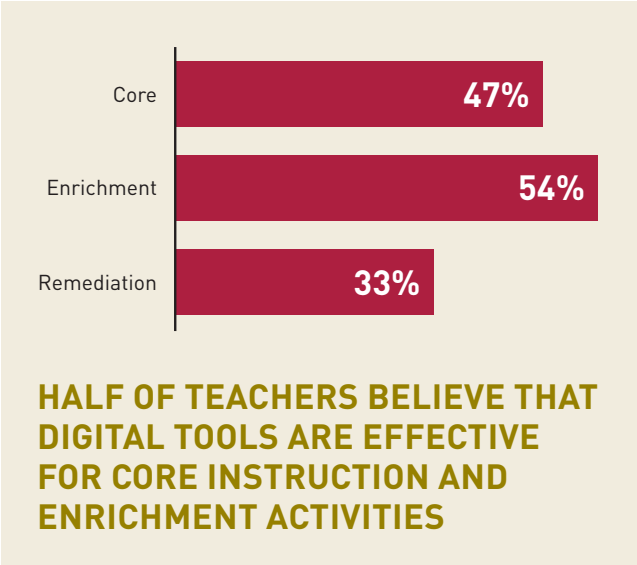 Core
47%
Enrichment
54%
Remediation
33%
HALF OF TEACHERS BELIEVE THAT
DIGITAL TOOLS ARE EFFECTIVE
FOR CORE INSTRUCTION AND
ENRICHMENT ACTIVITIES